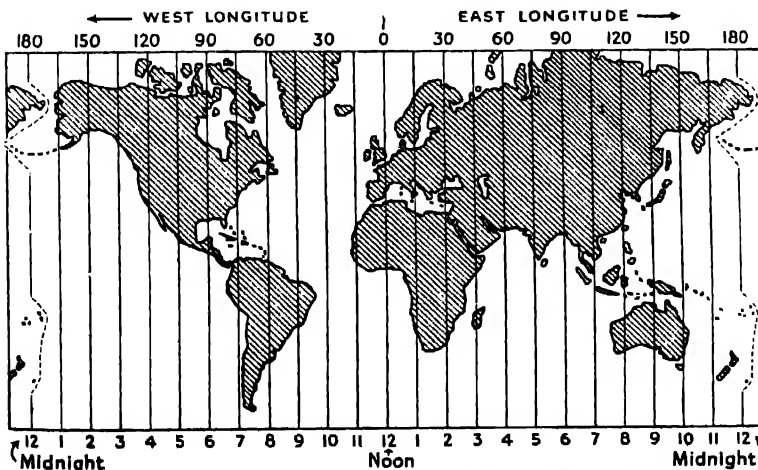 ← WEST LONGITUDE EAST LONGITUDE →
180 150 120 90 60 30 0 30 60 90 120 150 180
12 1 2 3 4 5 6 7 8 9 10 11 12 1 2 3 4 5 6 7 8 9 10 11 12
Midnight Noon Midnight